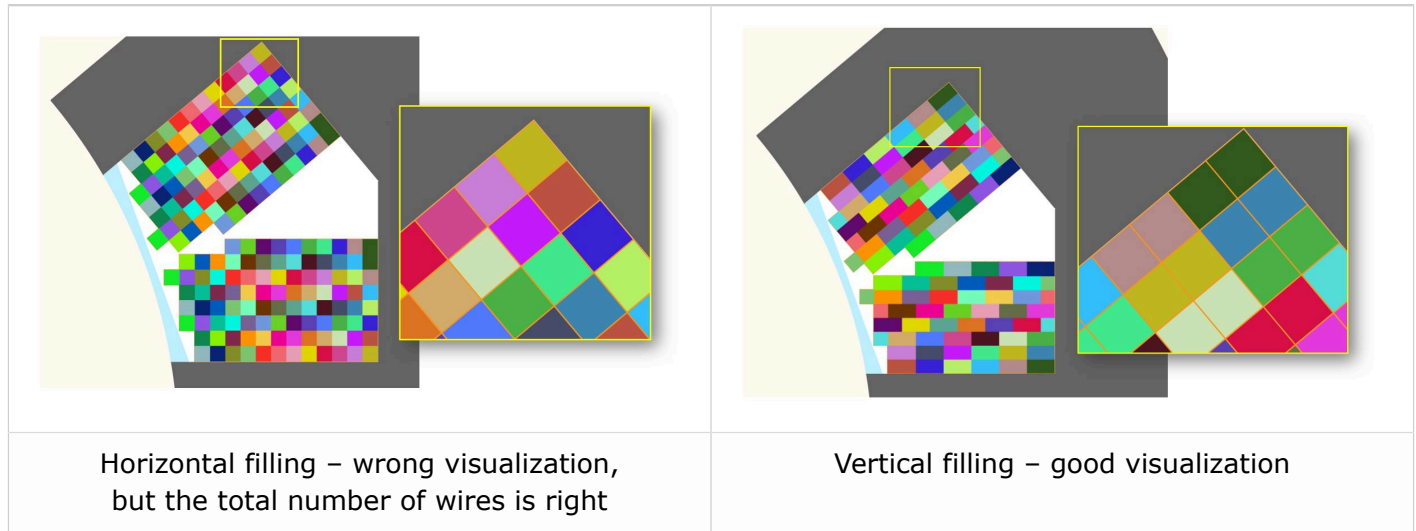 Horizontal filling – wrong visualization,
but the total number of wires is right
Vertical filling – good visualization